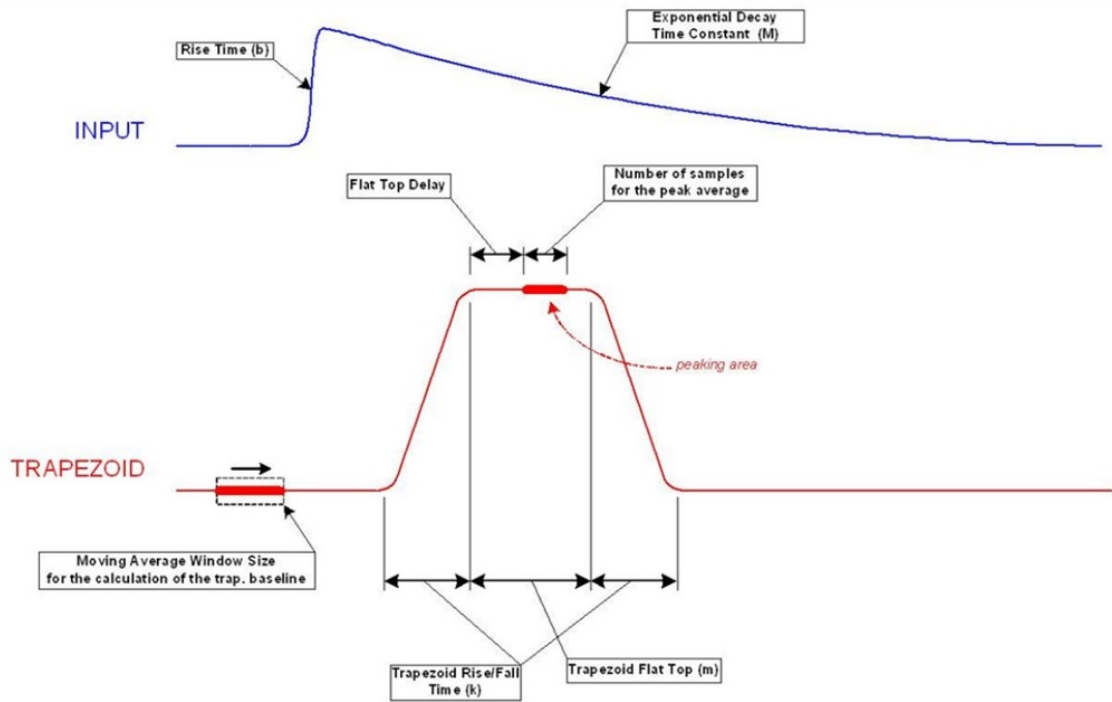 Exponential Decay
Time Constant (M)
Rise Time (b)
INPUT
Flat Top Delay
Number of samples
for the peak average
peaking area
TRAPEZOID
Moving Average Window Size
for the calculation of the trap. baseline
Trapezoid Rise/Fall
Time (k)
Trapezoid Flat Top (m)